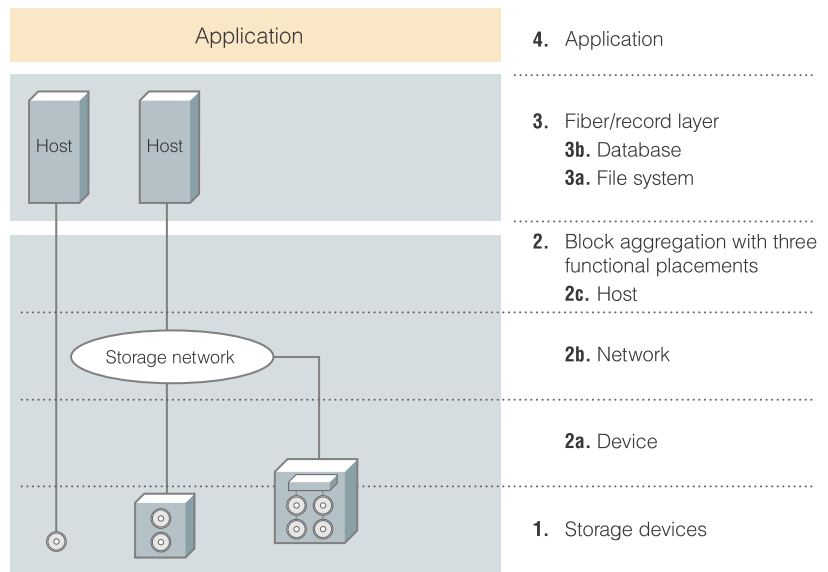 Application
4. Application
Host
Host
3. Fiber/record layer
3b. Database
3a. File system
2. Block aggregation with three
functional placements
2c. Host
Storage network
2b. Network
2a. Device
1. Storage devices